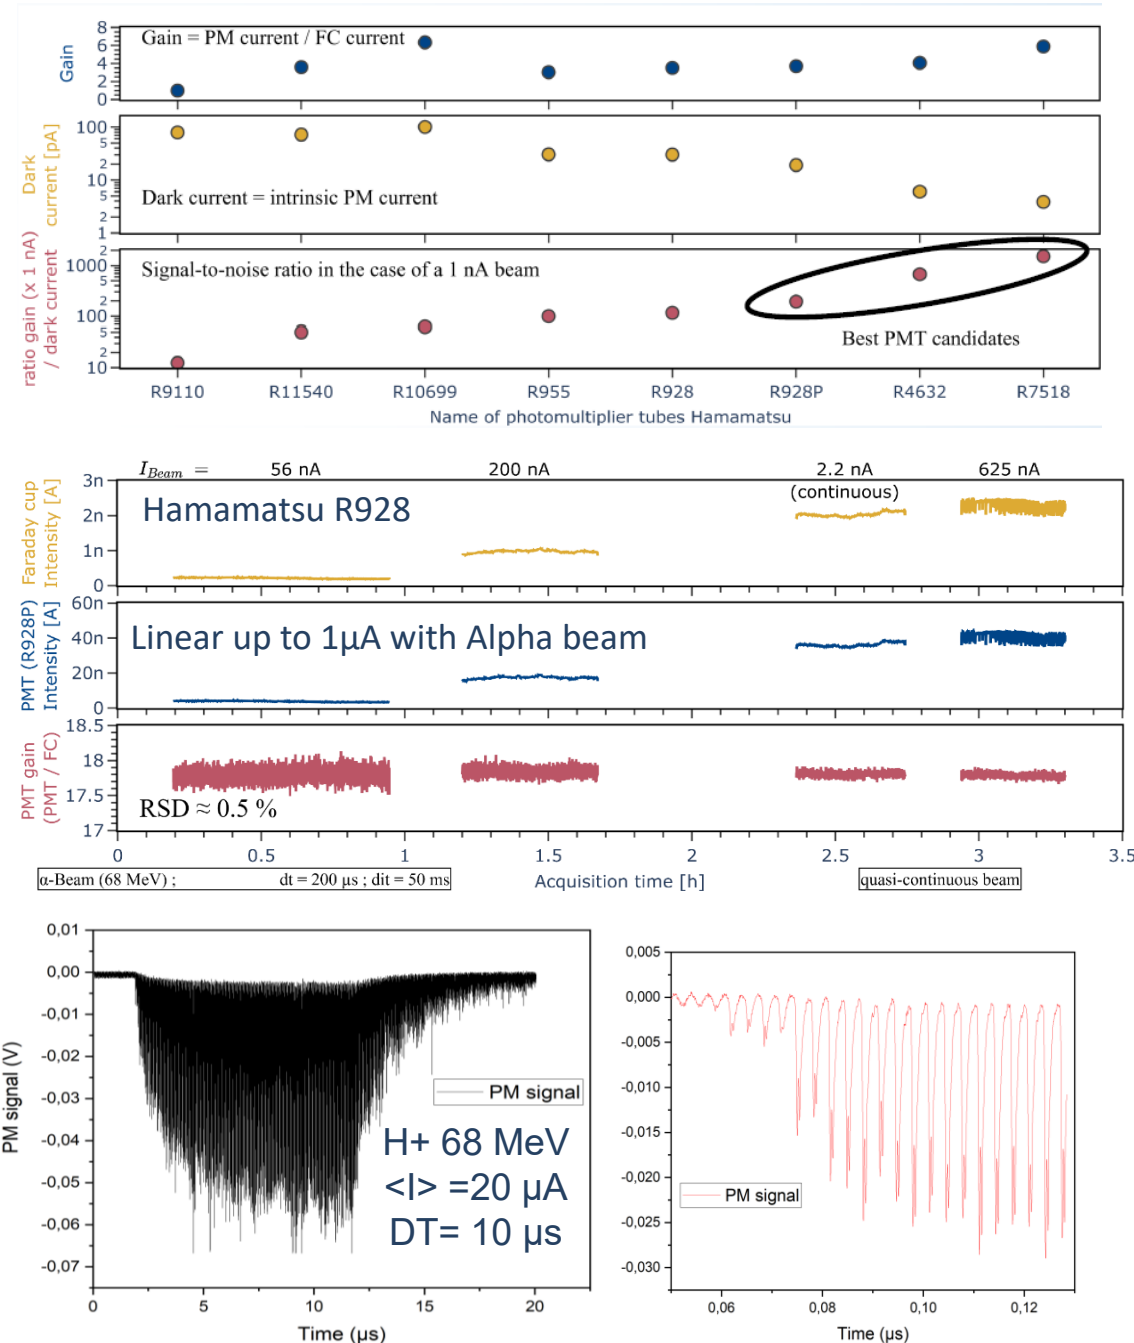 Gain = PM current / FC current
Gain
8
6
4
2
0
Dark current = intrinsic PM current
Dark
current [pA]
100
5
2
10
5
2
1
Signal-to-noise ratio in the case of a 1 nA beam
Best PMT candidates
ratio gain (x 1 nA)
/ dark current
2
1000
5
2
100
5
2
10
R9110 R11540 R10699 R955 R928 R928P R4632 R7518
Name of photomultiplier tubes Hamamatsu
I_Beam = 56 nA 200 nA 2.2 nA 625 nA
(continuous)
Hamamatsu R928
Faraday cup
Intensity [A]
3n
2n
1n
0
Linear up to 1µA with Alpha beam
PMT (R928P)
Intensity [A]
60n
40n
20n
0
PMT gain
(PMT / FC)
18.5
18
17.5
17
RSD ≈ 0.5 %
0 0.5 1 1.5 2 2.5 3 3.5
α-Beam (68 MeV) ; dt = 200 µs ; dit = 50 ms
Acquisition time [h]
quasi-continuous beam
PM signal (V)
0,01
0,00
-0,01
-0,02
-0,03
-0,04
-0,05
-0,06
-0,07
PM signal
H+ 68 MeV
<I> =20 µA
DT= 10 µs
0 5 10 15 20
Time (µs)
0,005
0,000
-0,005
-0,010
-0,015
-0,020
-0,025
-0,030
PM signal
0,06 0,08 0,10 0,12
Time (µs)